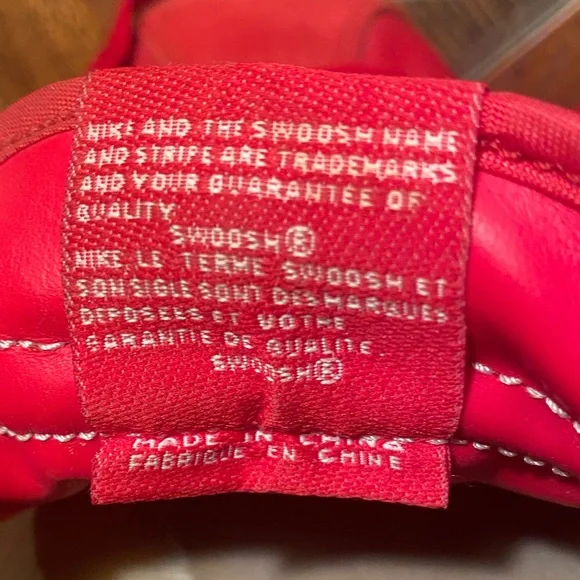 NIKE AND THE SWOOSH NAME
AND STRIPE ARE TRADEMARKS
AND YOUR GUARANTEE OF
QUALITY
SWOOSH®
NIKE, LE TERME SWOOSH ET
SON SIGLE SONT DES MARQUES
DEPOSEES ET VOTRE
GARANTIE DE QUALITE
SWOOSH®
MADE IN CHINA
FABRIQUE EN CHINE